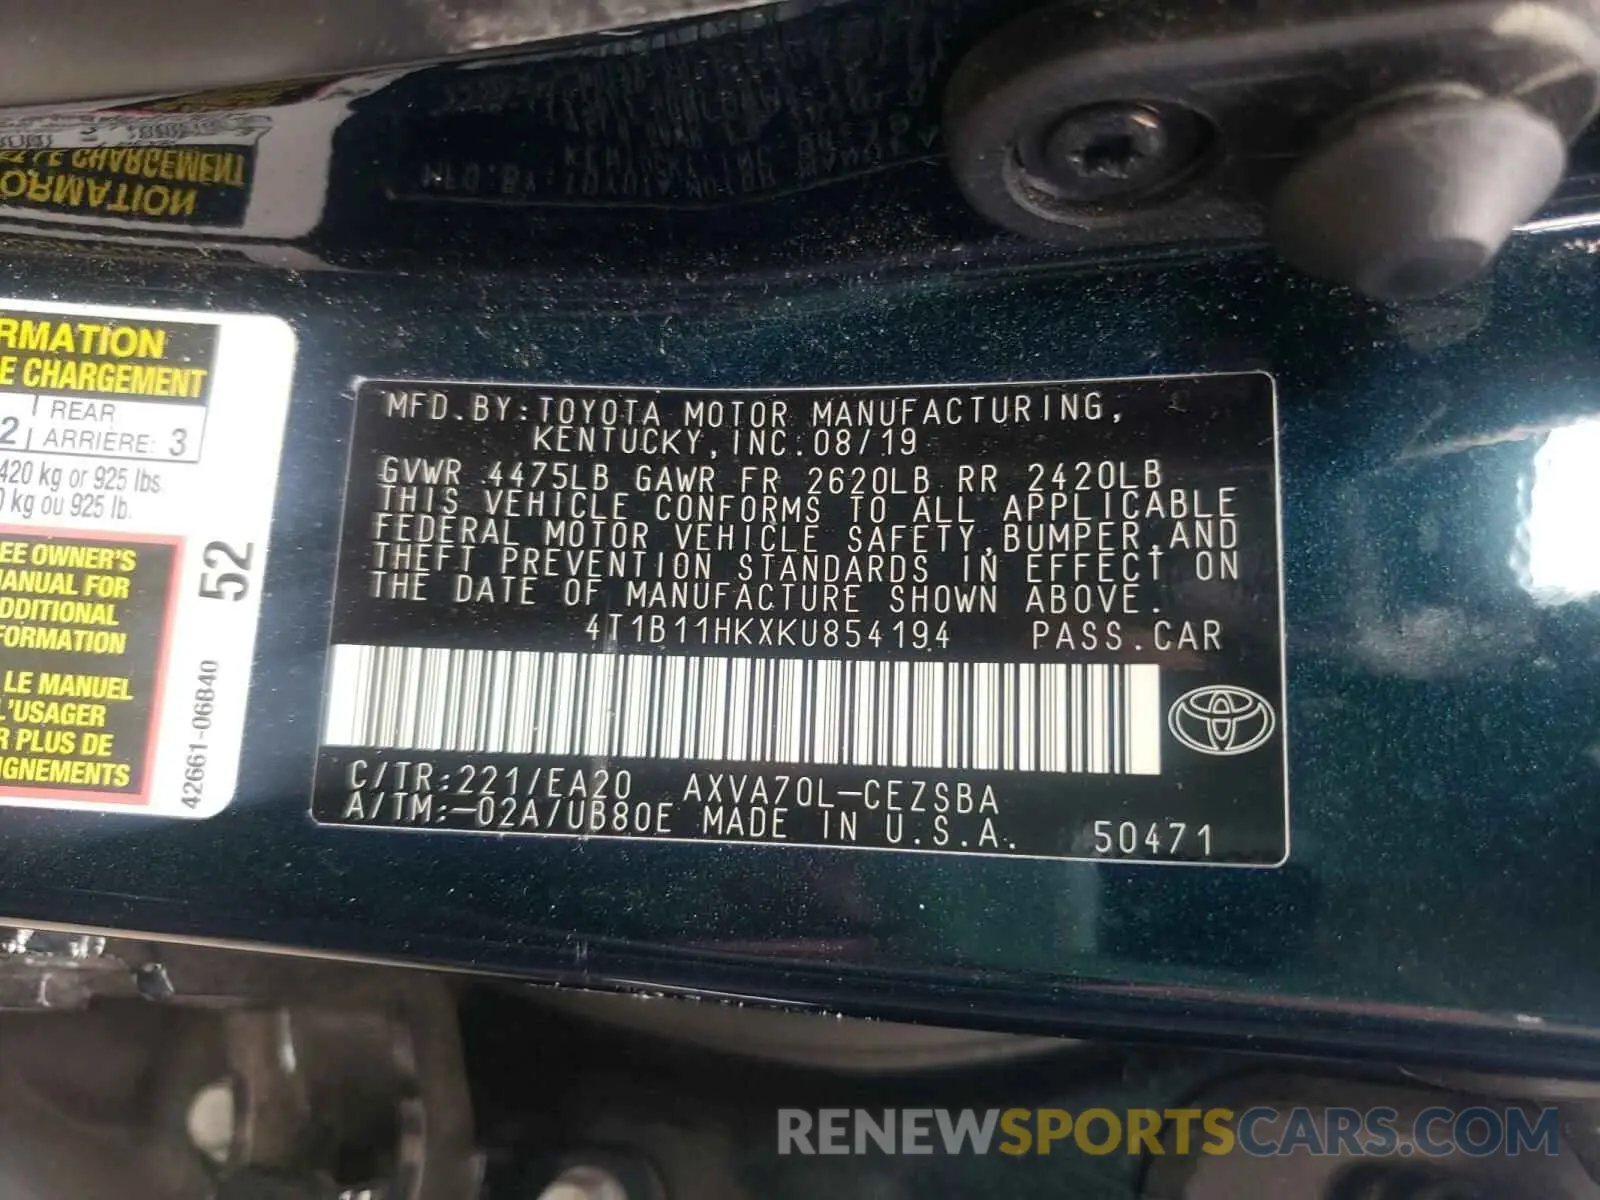 RMATION
E CHARGEMENT
2 REAR
ARRIÈRE: 3
420 kg or 925 lbs.
0 kg ou 925 lb.
EE OWNER'S
MANUAL FOR
DDITIONAL
FORMATION
LE MANUEL
L'USAGER
R PLUS DE
IGNEMENTS
52
42661-06B40
MFD.BY:TOYOTA MOTOR MANUFACTURING,
KENTUCKY,INC.08/19
GVWR 4475LB GAWR FR 2620LB RR 2420LB
THIS VEHICLE CONFORMS TO ALL APPLICABLE
FEDERAL MOTOR VEHICLE SAFETY,BUMPER,AND
THEFT PREVENTION STANDARDS IN EFFECT ON
THE DATE OF MANUFACTURE SHOWN ABOVE.
4T1B11HKXKU854194 PASS.CAR
C/TR:221/EA20 AXVA70L-CEZSBA
A/TM:-02A/UB80E MADE IN U.S.A. 50471
RENEWSPORTSCARS.COM